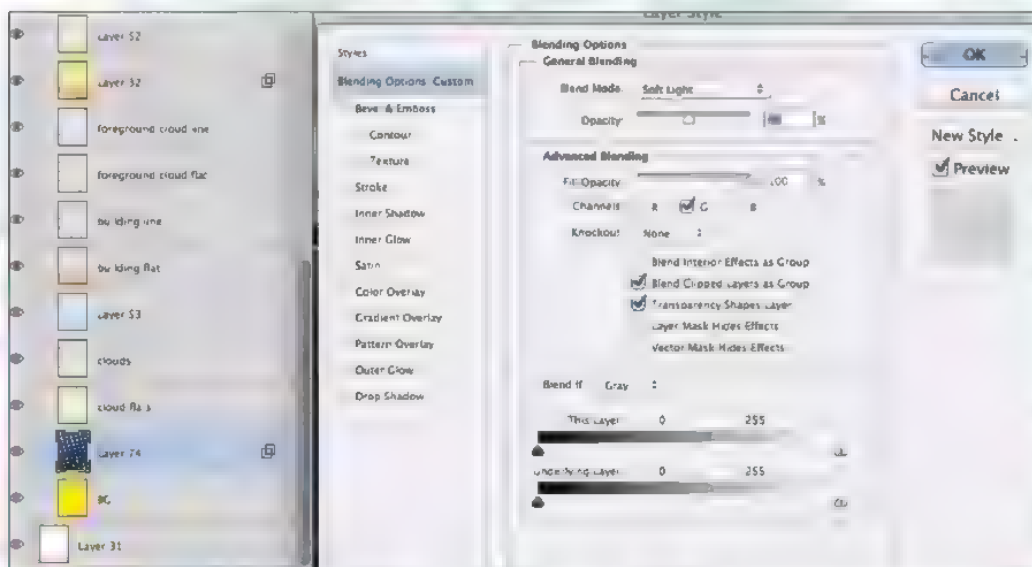 Layer 52
Layer 32
foreground cloud line
foreground cloud flat
building line
building flat
Layer 53
clouds
cloud flats
Layer 74
BG
Layer 31
Layer Style
Styles
Blending Options: Custom
Bevel & Emboss
Contour
Texture
Stroke
Inner Shadow
Inner Glow
Satin
Color Overlay
Gradient Overlay
Pattern Overlay
Outer Glow
Drop Shadow
Blending Options
General Blending
Blend Mode: Soft Light
Opacity: %
Advanced Blending
Fill Opacity: 100 %
Channels: R G B
Knockout: None
Blend Interior Effects as Group
Blend Clipped Layers as Group
Transparency Shapes Layer
Layer Mask Hides Effects
Vector Mask Hides Effects
Blend If: Gray
This Layer: 0 255
Underlying Layer: 0 255
OK
Cancel
New Style...
Preview